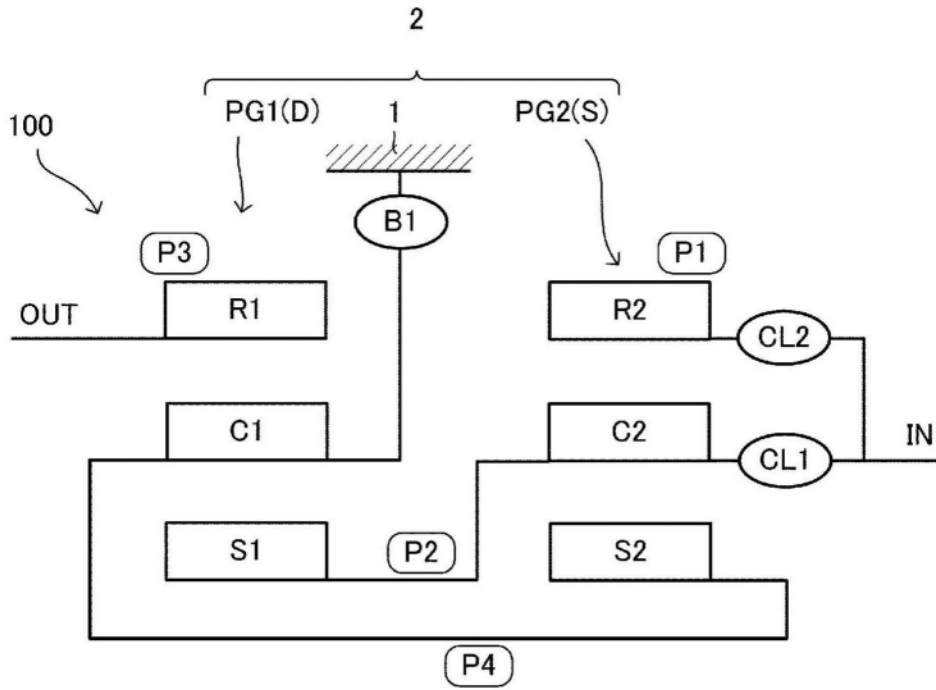 2
PG1(D) 1 PG2(S)
100
B1
P3 P1
R1 R2
OUT CL2
C1 C2 IN
CL1
S1 P2 S2
P4